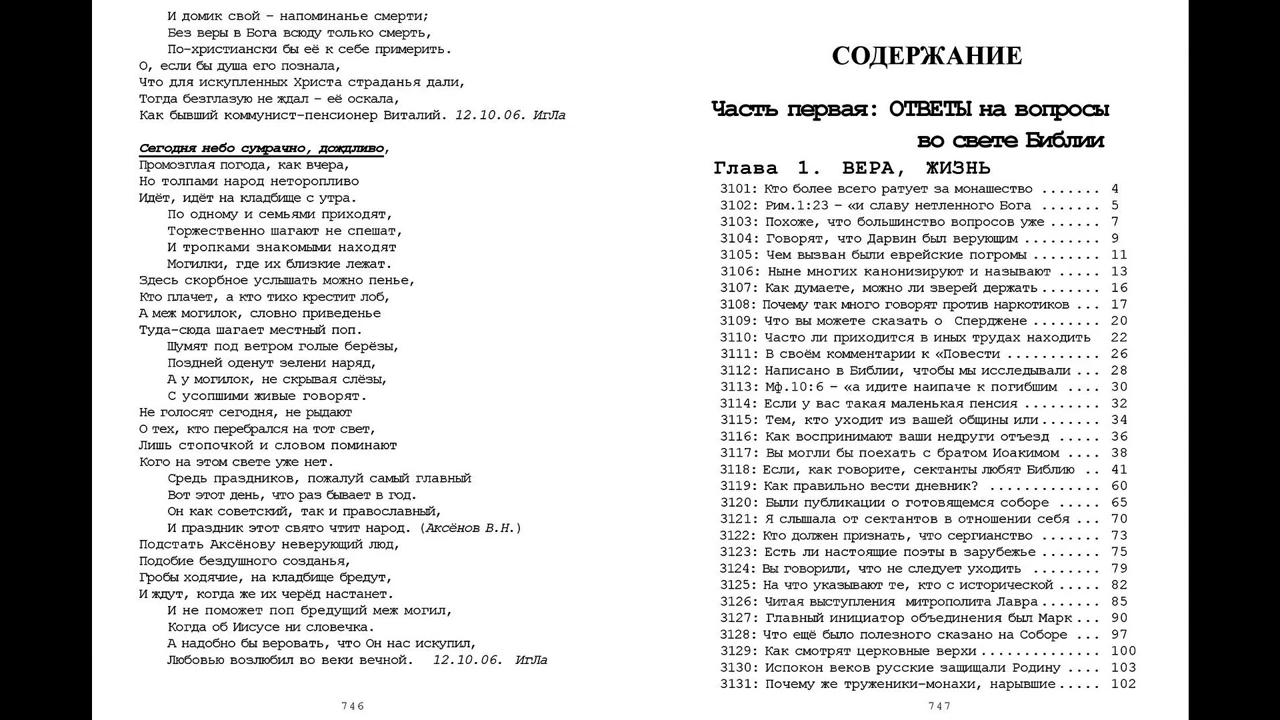 И домик свой – напоминанье смерти;
Без веры в Бога всюду только смерть,
По-христиански бы её к себе примерить.
О, если бы душа его познала,
Что для искупленных Христа страданья дали,
Тогда безглазую не ждал – её оскала,
Как бывший коммунист-пенсионер Виталий. 12.10.06. ИгЛа
Сегодня небо сумрачно, дождливо,
Промозглая погода, как вчера,
Но толпами народ неторопливо
Идёт, идёт на кладбище с утра.
По одному и семьями приходят,
Торжественно шагают не спешат,
И тропками знакомыми находят
Могилки, где их близкие лежат.
Здесь скорбное услышать можно пенье,
Кто плачет, а кто тихо крестит лоб,
А меж могилок, словно приведенье
Туда-сюда шагает местный поп.
Шумят под ветром голые берёзы,
Поздней оденут зелени наряд,
А у могилок, не скрывая слёзы,
С усопшими живые говорят.
Не голосят сегодня, не рыдают
О тех, кто перебрался на тот свет,
Лишь стопочкой и словом поминают
Кого на этом свете уже нет.
Средь праздников, пожалуй самый главный
Вот этот день, что раз бывает в год.
Он как советский, так и православный,
И праздник этот свято чтит народ. (Аксёнов В.Н.)
Подстать Аксёнову неверующий люд,
Подобие бездушного созданья,
Гробы ходячие, на кладбище бредут,
И ждут, когда же их черёд настанет.
И не поможет поп бредущий меж могил,
Когда об Иисусе ни словечка.
А надобно бы веровать, что Он нас искупил,
Любовью возлюбил во веки вечной. 12.10.06. ИгЛа
746
СОДЕРЖАНИЕ
Часть первая: ОТВЕТЫ на вопросы
во свете Библии
Глава 1. ВЕРА, ЖИЗНЬ
3101: Кто более всего ратует за монашество ....... 4
3102: Рим.1:23 – «и славу нетленного Бога ....... 5
3103: Похоже, что большинство вопросов уже ...... 7
3104: Говорят, что Дарвин был верующим ......... 9
3105: Чем вызван были еврейские погромы ........ 11
3106: Ныне многих канонизируют и называют ..... 13
3107: Как думаете, можно ли зверей держать....... 16
3108: Почему так много говорят против наркотиков ... 17
3109: Что вы можете сказать о Сперджене ........ 20
3110: Часто ли приходится в иных трудах находить 22
3111: В своём комментарии к «Повести ........... 26
3112: Написано в Библии, чтобы мы исследовали ... 28
3113: Мф.10:6 – «а идите наипаче к погибшим .... 30
3114: Если у вас такая маленькая пенсия ......... 32
3115: Тем, кто уходит из вашей общины или....... 34
3116: Как воспринимают ваши недруги отъезд ..... 36
3117: Вы могли бы поехать с братом Иоакимом .... 38
3118: Если, как говорите, сектанты любят Библию .. 41
3119: Как правильно вести дневник? ............. 60
3120: Были публикации о готовящемся соборе ..... 65
3121: Я слышала от сектантов в отношении себя ... 70
3122: Кто должен признать, что сергианство ...... 73
3123: Есть ли настоящие поэты в зарубежье ....... 75
3124: Вы говорили, что не следует уходить ........ 79
3125: На что указывают те, кто с исторической ..... 82
3126: Читая выступления митрополита Лавра....... 85
3127: Главный инициатор объединения был Марк... 90
3128: Что ещё было полезного сказано на Соборе ... 97
3129: Как смотрят церковные верхи .............. 100
3130: Испокон веков русские защищали Родину .... 103
3131: Почему же труженики-монахи, нарывшие..... 102
747